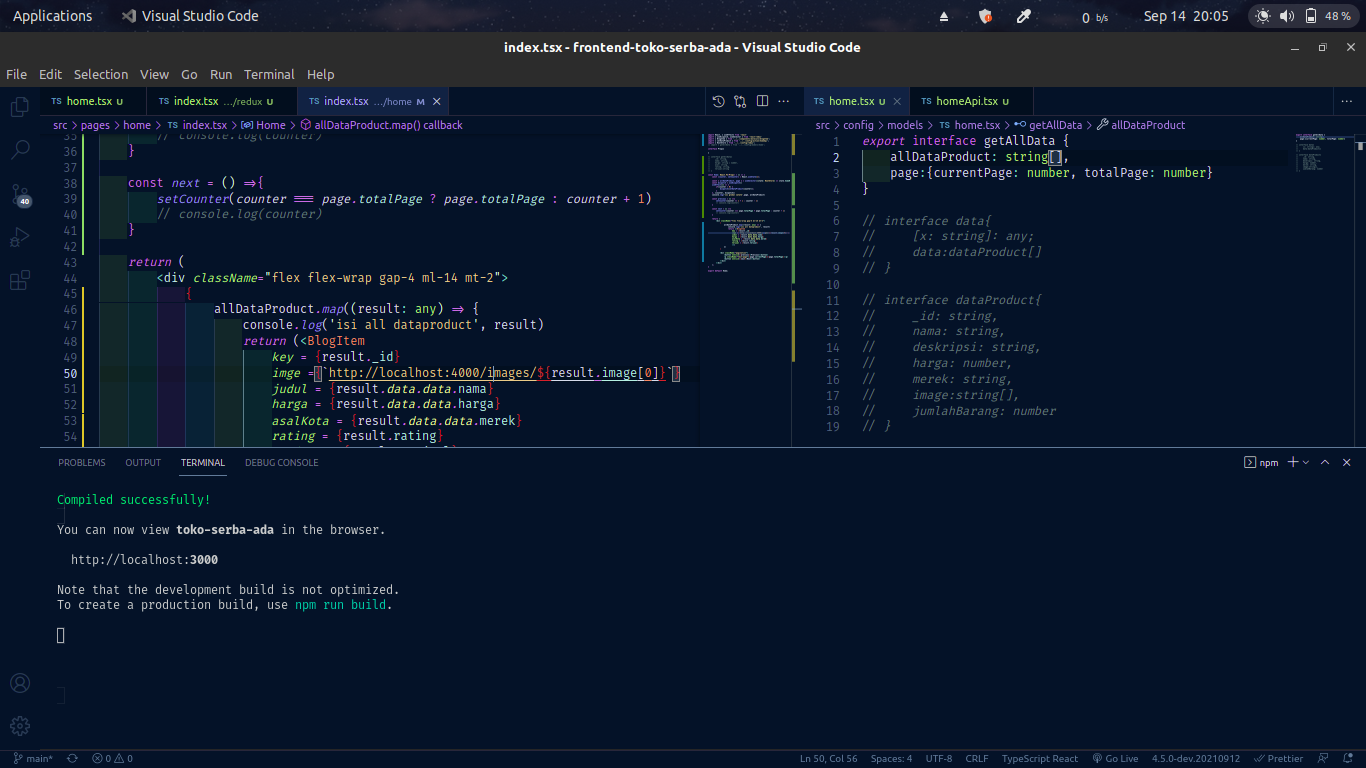 Applications
Visual Studio Code
0 b/s
Sep 14 20:05
48 %
index.tsx - frontend-toko-serba-ada - Visual Studio Code
File Edit Selection View Go Run Terminal Help
TS home.tsx U
TS index.tsx .../redux U
TS index.tsx .../home M
TS home.tsx U
TS homeApi.tsx U
src > pages > home > TS index.tsx > Home > allDataProduct.map() callback
35 // console.log(counter)
36 }
37
38 const next = () => {
39 setCounter(counter === page.totalPage ? page.totalPage : counter + 1)
40 // console.log(counter)
41 }
42
43 return (
44 <div className="flex flex-wrap gap-4 ml-14 mt-2">
45 {
46 allDataProduct.map((result: any) => {
47 console.log('isi all dataproduct', result)
48 return (<BlogItem
49 key = {result._id}
50 imge ={`http://localhost:4000/images/${result.image[0]}`}
51 judul = {result.data.data.nama}
52 harga = {result.data.data.harga}
53 asalKota = {result.data.data.merek}
54 rating = {result.rating}
src > config > models > TS home.tsx > getAllData > allDataProduct
1 export interface getAllData {
2 allDataProduct: string[],
3 page:{currentPage: number, totalPage: number}
4 }
5
6 // interface data{
7 // [x: string]: any;
8 // data:dataProduct[]
9 // }
10
11 // interface dataProduct{
12 // _id: string,
13 // nama: string,
14 // deskripsi: string,
15 // harga: number,
16 // merek: string,
17 // image:string[],
18 // jumlahBarang: number
19 // }
40
PROBLEMS OUTPUT TERMINAL DEBUG CONSOLE
npm
Compiled successfully!
You can now view toko-serba-ada in the browser.
http://localhost:3000
Note that the development build is not optimized.
To create a production build, use npm run build.
main* 0 0
Ln 50, Col 56 Spaces: 4 UTF-8 CRLF TypeScript React Go Live 4.5.0-dev.20210912 Prettier